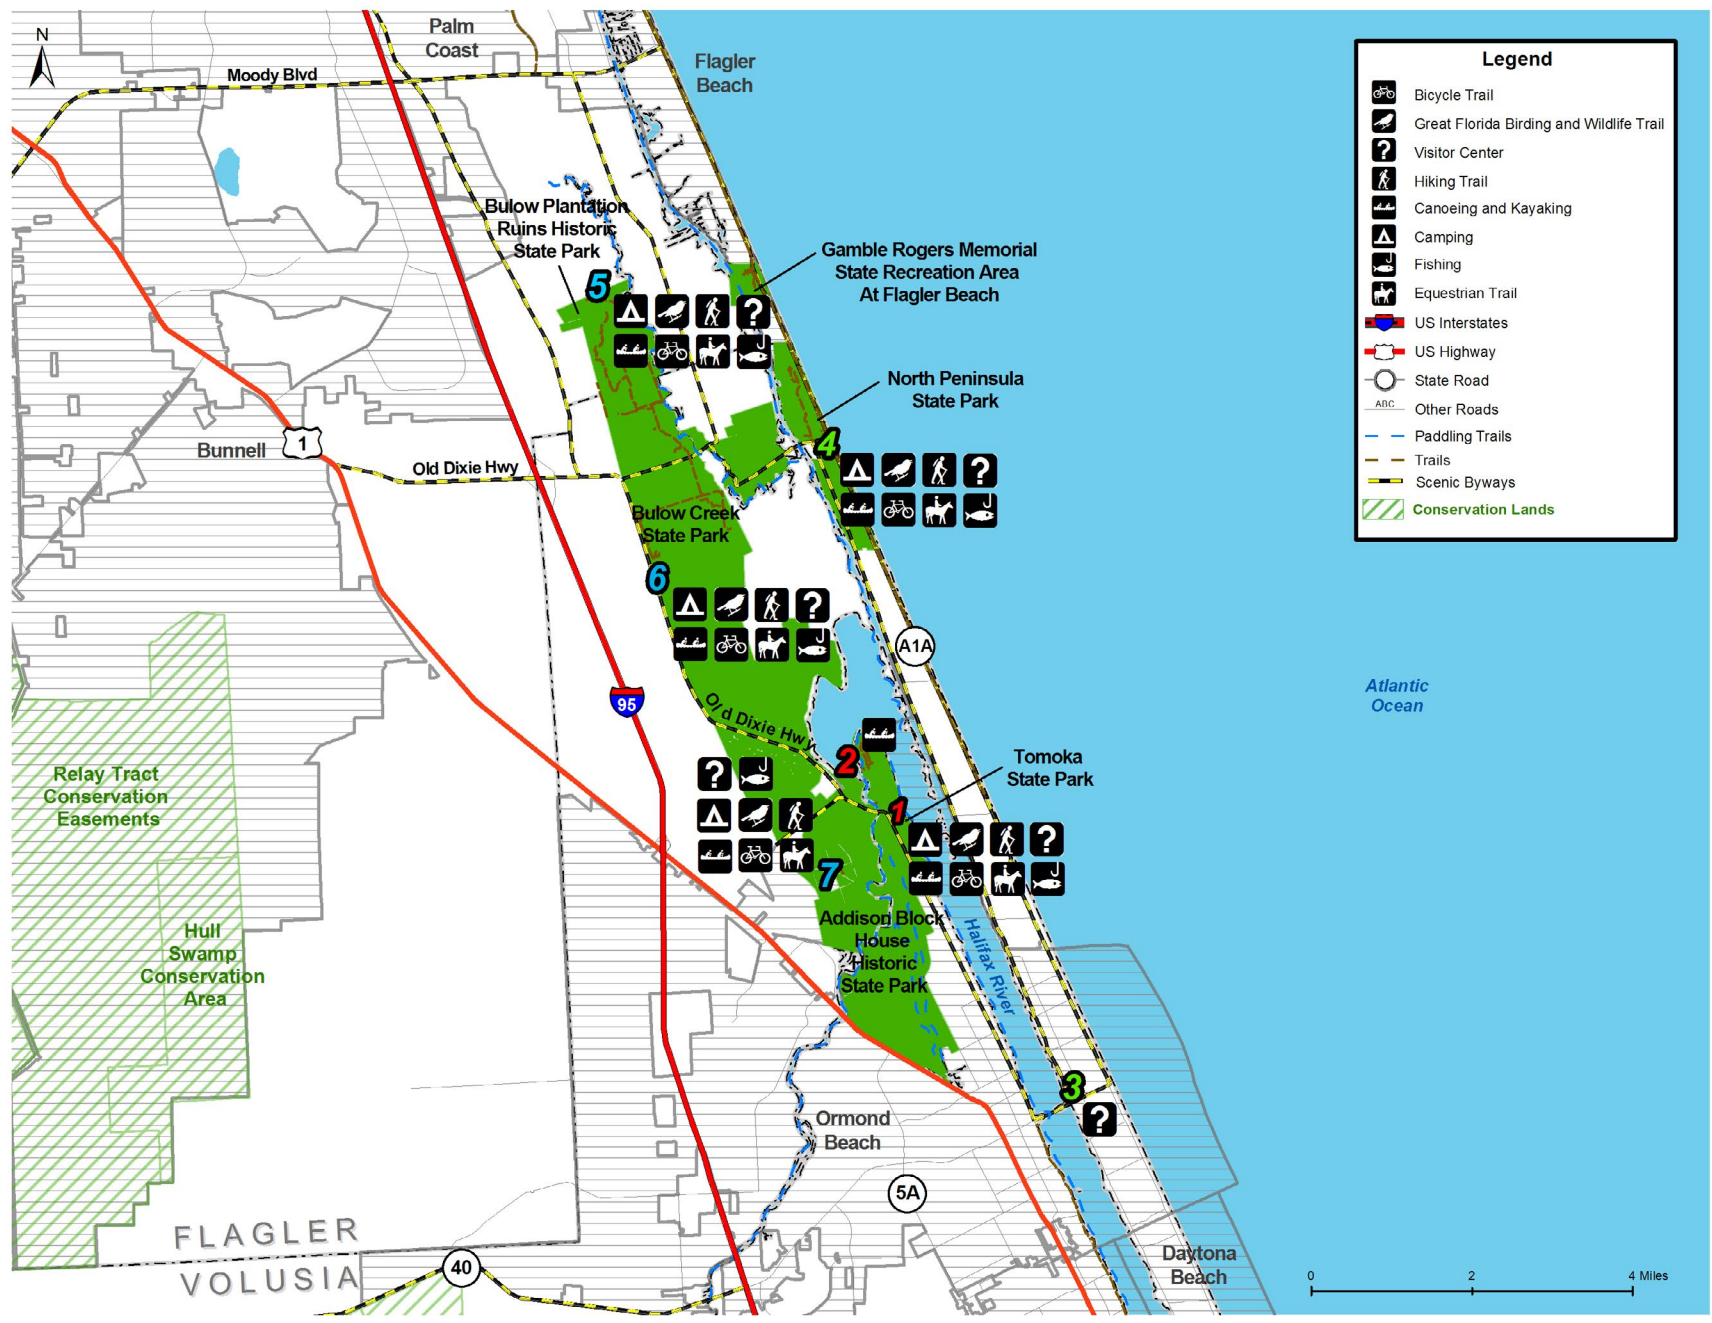 N
Palm
Coast
Moody Blvd
Flagler
Beach
Legend
Bicycle Trail
Great Florida Birding and Wildlife Trail
?
Visitor Center
Hiking Trail
Canoeing and Kayaking
Camping
Fishing
Equestrian Trail
US Interstates
US Highway
State Road
ABC
Other Roads
Paddling Trails
Trails
Scenic Byways
Conservation Lands
Bulow Plantation
Ruins Historic
State Park
Gamble Rogers Memorial
State Recreation Area
At Flagler Beach
5
?
North Peninsula
State Park
4
?
Bunnell
1
Old Dixie Hwy
Bulow Creek
State Park
6
?
A1A
95
Old Dixie Hwy
Atlantic
Ocean
2
Tomoka
State Park
1
?
?
7
Relay Tract
Conservation
Easements
Addison Block
House
Historic
State Park
Halifax River
Hull
Swamp
Conservation
Area
3
?
Ormond
Beach
5A
FLAGLER
VOLUSIA
40
Daytona
Beach
0 2 4 Miles